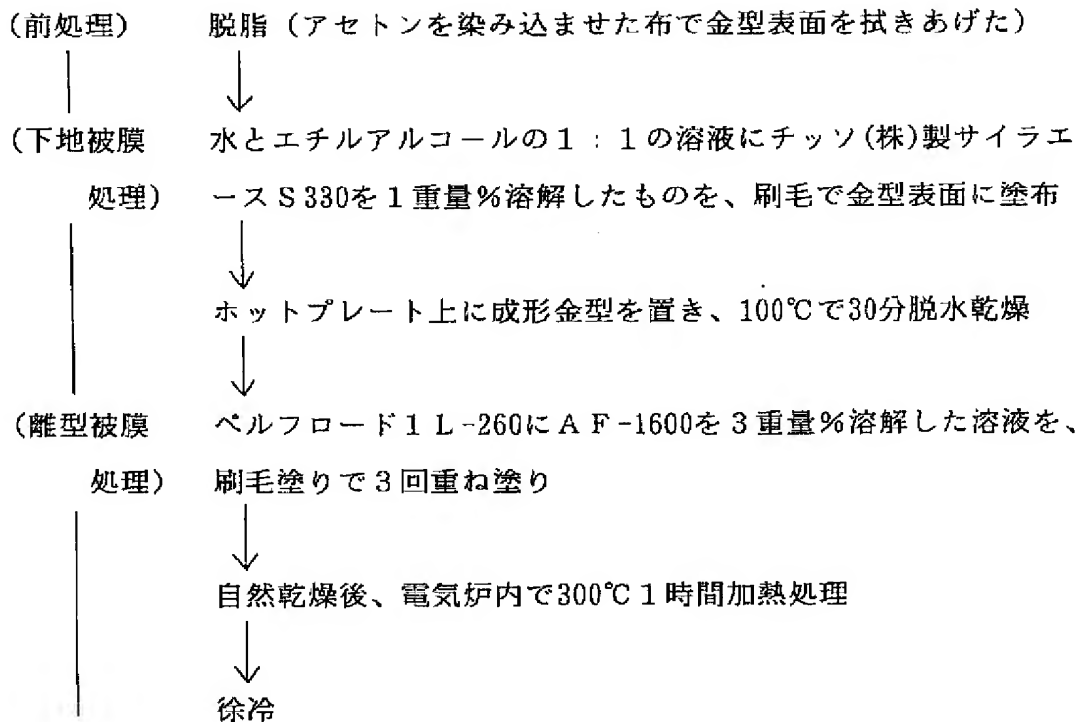 (前処理) 脱脂(アセトンを染み込ませた布で金型表面を拭きあげた)
(下地被膜 水とエチルアルコールの1:1の溶液にチッソ(株)製サイラエ
処理) ースS330を1重量%溶解したものを、刷毛で金型表面に塗布
ホットプレート上に成形金型を置き、100℃で30分脱水乾燥
(離型被膜 ペルフロード1L-260にAF-1600を3重量%溶解した溶液を、
処理)刷毛塗りで3回重ね塗り
自然乾燥後、電気炉内で300℃1時間加熱処理
徐冷